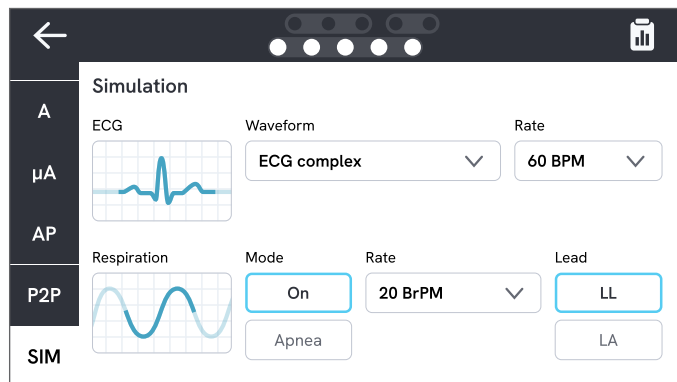 Simulation
A
µA
AP
P2P
SIM
ECG
Waveform
Rate
ECG complex
60 BPM
Respiration
Mode
Rate
Lead
On
20 BrPM
LL
Apnea
LA